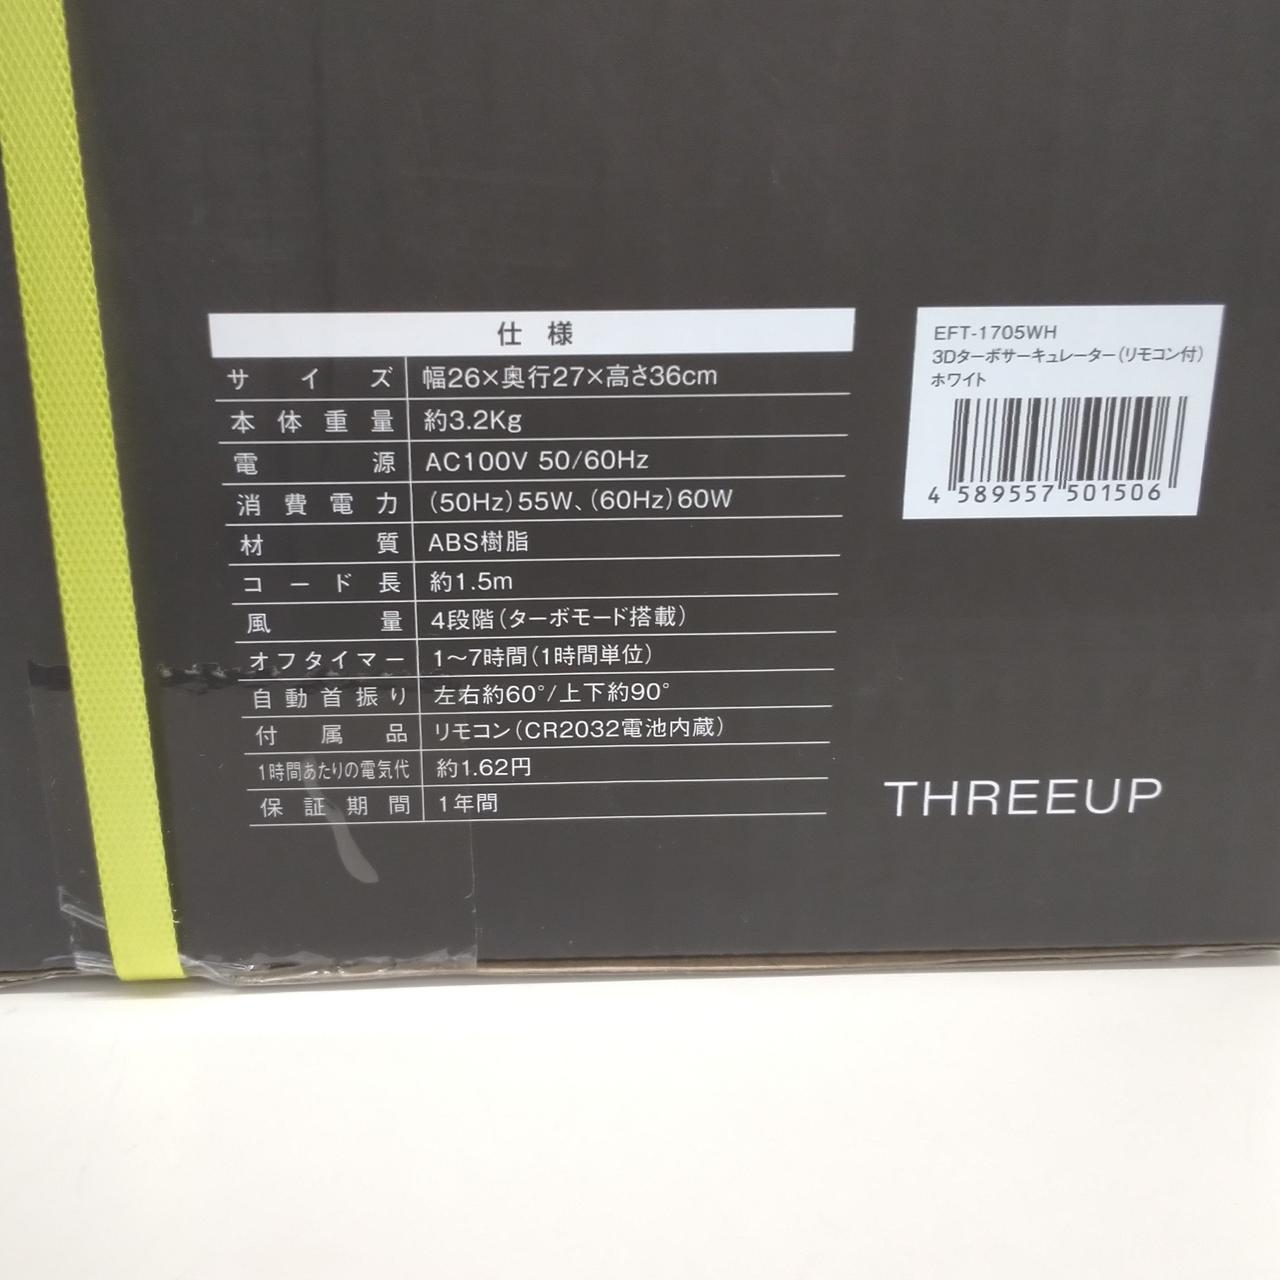 仕様
サイズ 幅26×奥行27×高さ36cm
本体重量 約3.2Kg
電源 AC100V 50/60Hz
消費電力 (50Hz)55W、(60Hz)60W
材質 ABS樹脂
コード長 約1.5m
風量 4段階(ターボモード搭載)
オフタイマー 1〜7時間(1時間単位)
自動首振り 左右約60°/上下約90°
付属品 リモコン(CR2032電池内蔵)
1時間あたりの電気代 約1.62円
保証期間 1年間
EFT-1705WH
3Dターボサーキュレーター(リモコン付)
ホワイト
4 589557 501506
THREEUP